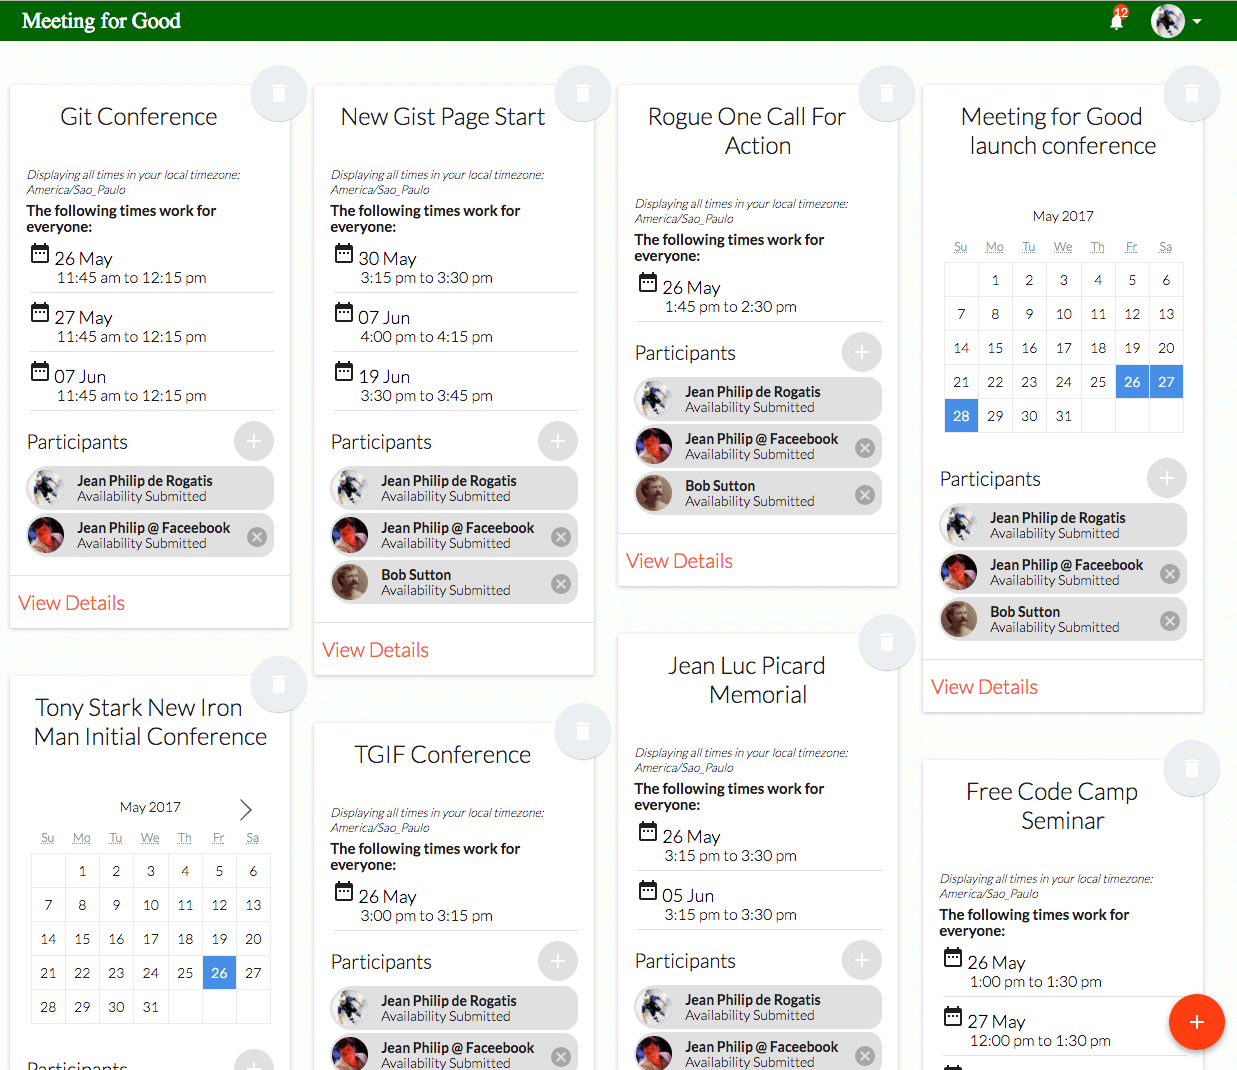 Meeting for Good
12
Git Conference
Displaying all times in your local timezone:
America/Sao_Paulo
The following times work for
everyone:
26 May
11:45 am to 12:15 pm
27 May
11:45 am to 12:15 pm
07 Jun
11:45 am to 12:15 pm
Participants
Jean Philip de Rogatis
Availability Submitted
Jean Philip @ Faceebook
Availability Submitted
View Details
Tony Stark New Iron
Man Initial Conference
May 2017
Su Mo Tu We Th Fr Sa
1 2 3 4 5 6
7 8 9 10 11 12 13
14 15 16 17 18 19 20
21 22 23 24 25 26 27
28 29 30 31
Participants
New Gist Page Start
Displaying all times in your local timezone:
America/Sao_Paulo
The following times work for
everyone:
30 May
3:15 pm to 3:30 pm
07 Jun
4:00 pm to 4:15 pm
19 Jun
3:30 pm to 3:45 pm
Participants
Jean Philip de Rogatis
Availability Submitted
Jean Philip @ Faceebook
Availability Submitted
Bob Sutton
Availability Submitted
View Details
TGIF Conference
Displaying all times in your local timezone:
America/Sao_Paulo
The following times work for
everyone:
26 May
3:00 pm to 3:15 pm
Participants
Jean Philip de Rogatis
Availability Submitted
Jean Philip @ Faceebook
Availability Submitted
Rogue One Call For
Action
Displaying all times in your local timezone:
America/Sao_Paulo
The following times work for
everyone:
26 May
1:45 pm to 2:30 pm
Participants
Jean Philip de Rogatis
Availability Submitted
Jean Philip @ Faceebook
Availability Submitted
Bob Sutton
Availability Submitted
View Details
Jean Luc Picard
Memorial
Displaying all times in your local timezone:
America/Sao_Paulo
The following times work for
everyone:
26 May
3:15 pm to 3:30 pm
05 Jun
3:15 pm to 3:30 pm
Participants
Jean Philip de Rogatis
Availability Submitted
Jean Philip @ Faceebook
Availability Submitted
Meeting for Good
launch conference
May 2017
Su Mo Tu We Th Fr Sa
1 2 3 4 5 6
7 8 9 10 11 12 13
14 15 16 17 18 19 20
21 22 23 24 25 26 27
28 29 30 31
Participants
Jean Philip de Rogatis
Availability Submitted
Jean Philip @ Faceebook
Availability Submitted
Bob Sutton
Availability Submitted
View Details
Free Code Camp
Seminar
Displaying all times in your local timezone:
America/Sao_Paulo
The following times work for
everyone:
26 May
1:00 pm to 1:30 pm
27 May
12:00 pm to 1:30 pm